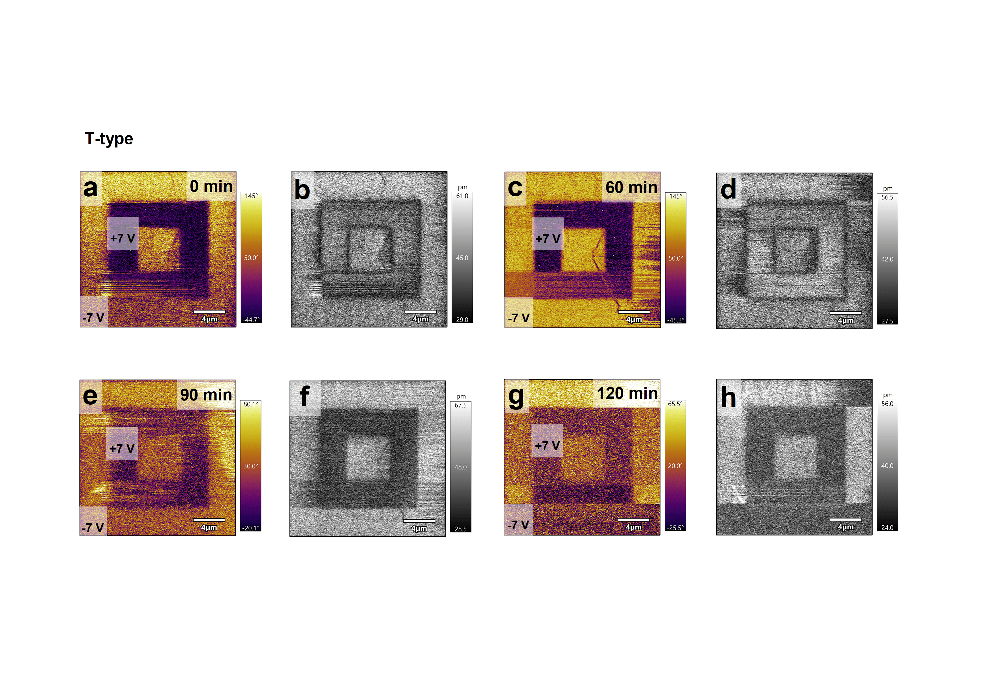 T-type
a
0 min
+7 V
-7 V
4µm
145°
50.0°
-44.7°
b
4µm
pm
61.0
45.0
29.0
c
60 min
+7 V
-7 V
4µm
145°
50.0°
-45.2°
d
4µm
pm
56.5
42.0
27.5
e
90 min
+7 V
-7 V
4µm
80.1°
30.0°
-20.1°
f
4µm
pm
67.5
48.0
28.5
g
120 min
+7 V
-7 V
4µm
65.5°
20.0°
-25.5°
h
4µm
pm
56.0
40.0
24.0